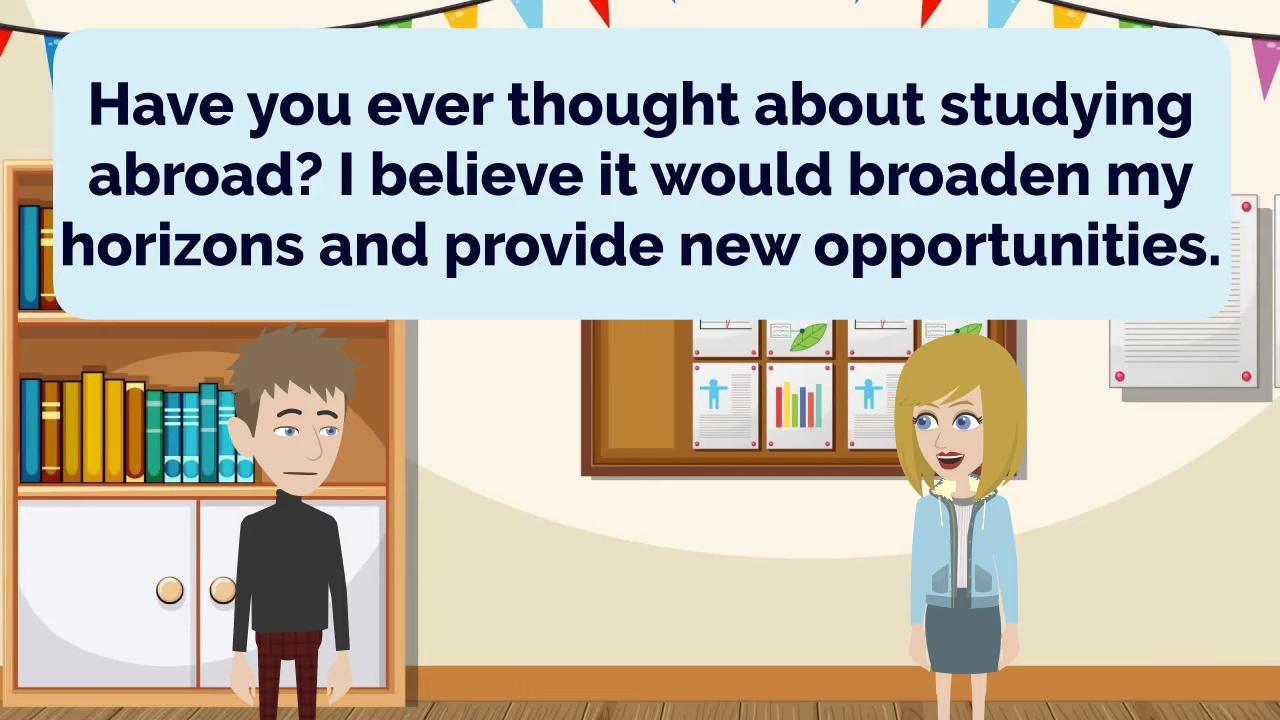 Have you ever thought about studying
abroad? I believe it would broaden my
horizons and provide new opportunities.